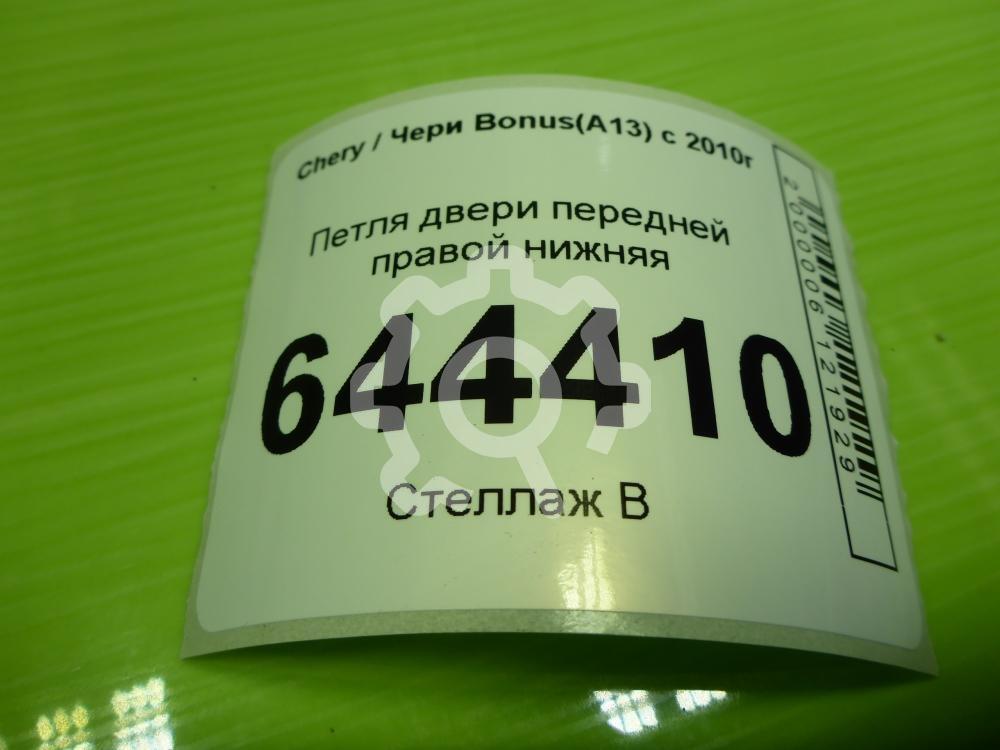 Chery / Чери Bonus(A13) с 2010г
Петля двери передней
правой нижняя
644410
Стеллаж В
2000006121929